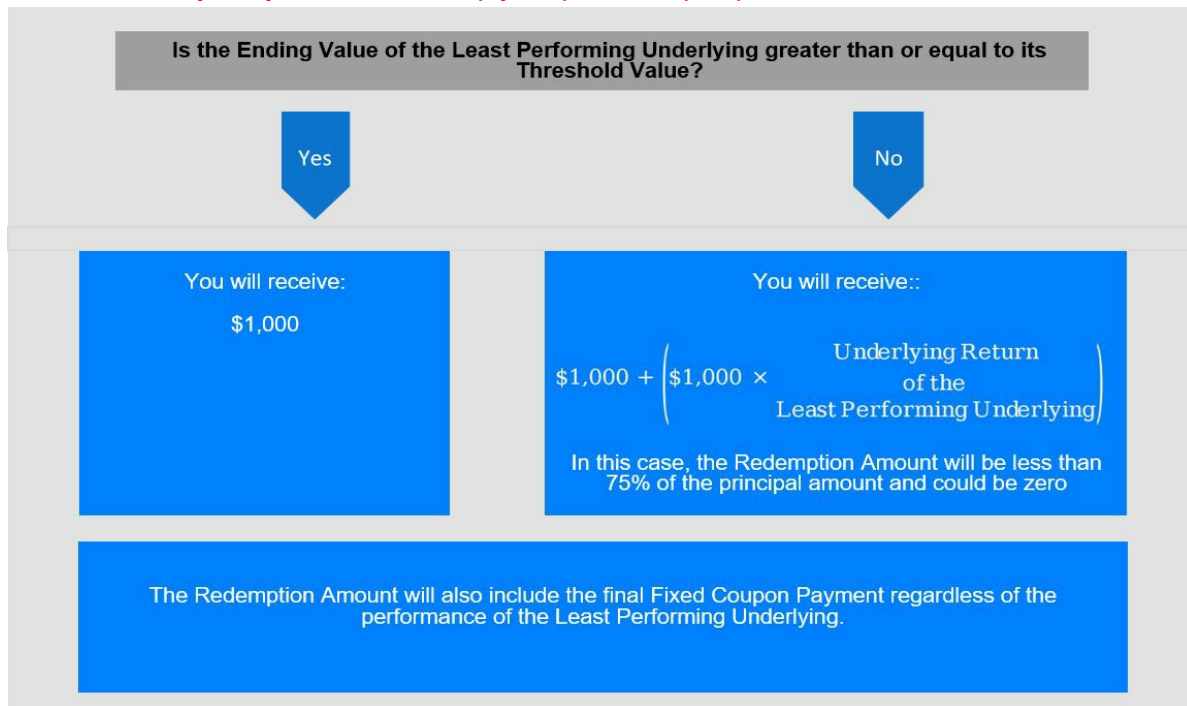 Is the Ending Value of the Least Performing Underlying greater than or equal to its
Threshold Value?
Yes
No
You will receive:
$1,000
You will receive::
$1,000 + ($1,000 × Underlying Return
of the
Least Performing Underlying)
In this case, the Redemption Amount will be less than
75% of the principal amount and could be zero
The Redemption Amount will also include the final Fixed Coupon Payment regardless of the
performance of the Least Performing Underlying.